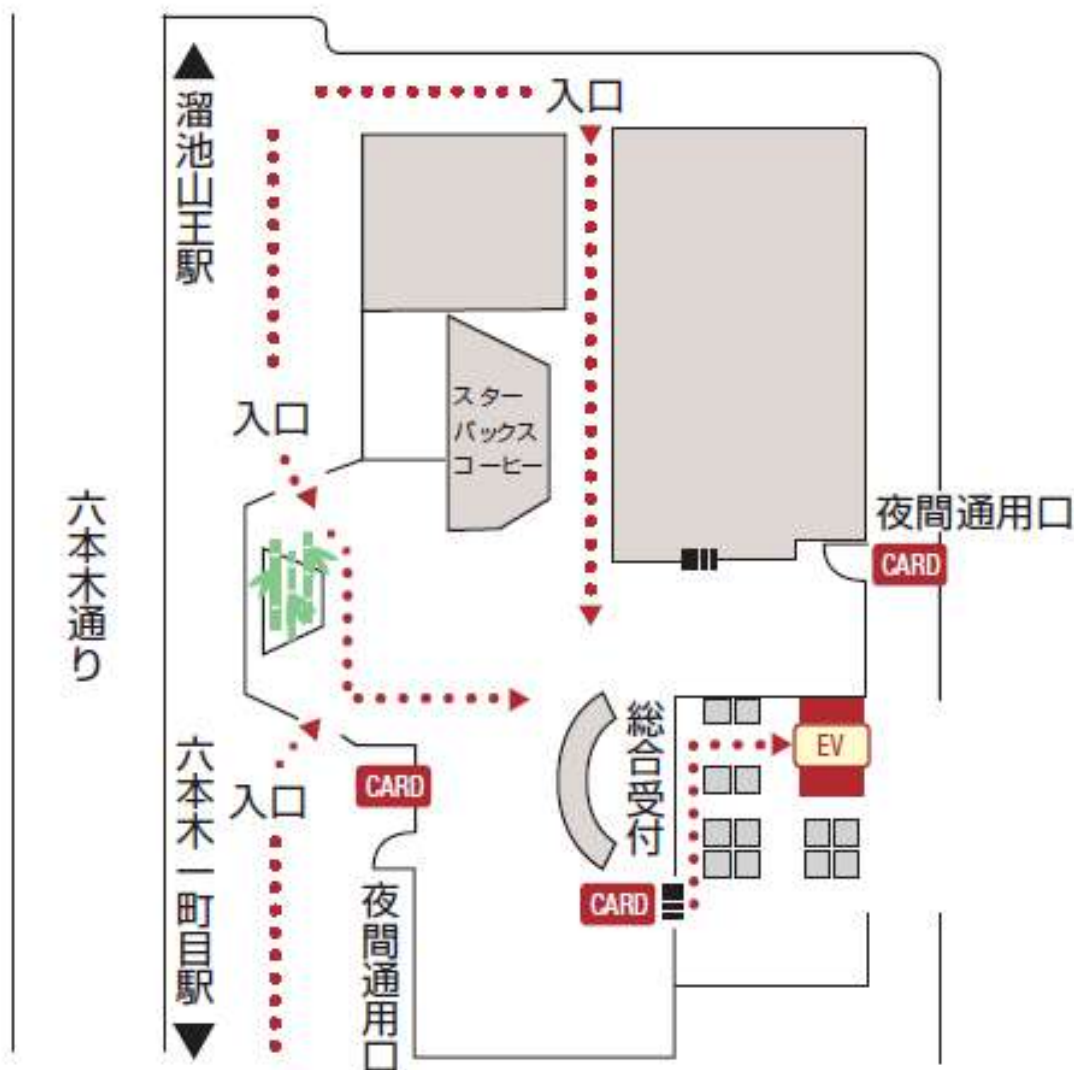 入口
溜池山王駅
入口
スター
バックス
コーヒー
夜間通用口
CARD
六本木通り
総合受付
EV
六本木一町目駅
CARD
入口
CARD
夜間通用口